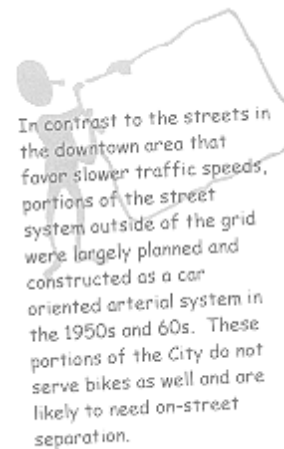 In contrast to the streets in
the downtown area that
favor slower traffic speeds,
portions of the street
system outside of the grid
were largely planned and
constructed as a car
oriented arterial system in
the 1950s and 60s. These
portions of the City do not
serve bikes as well and are
likely to need on-street
separation.